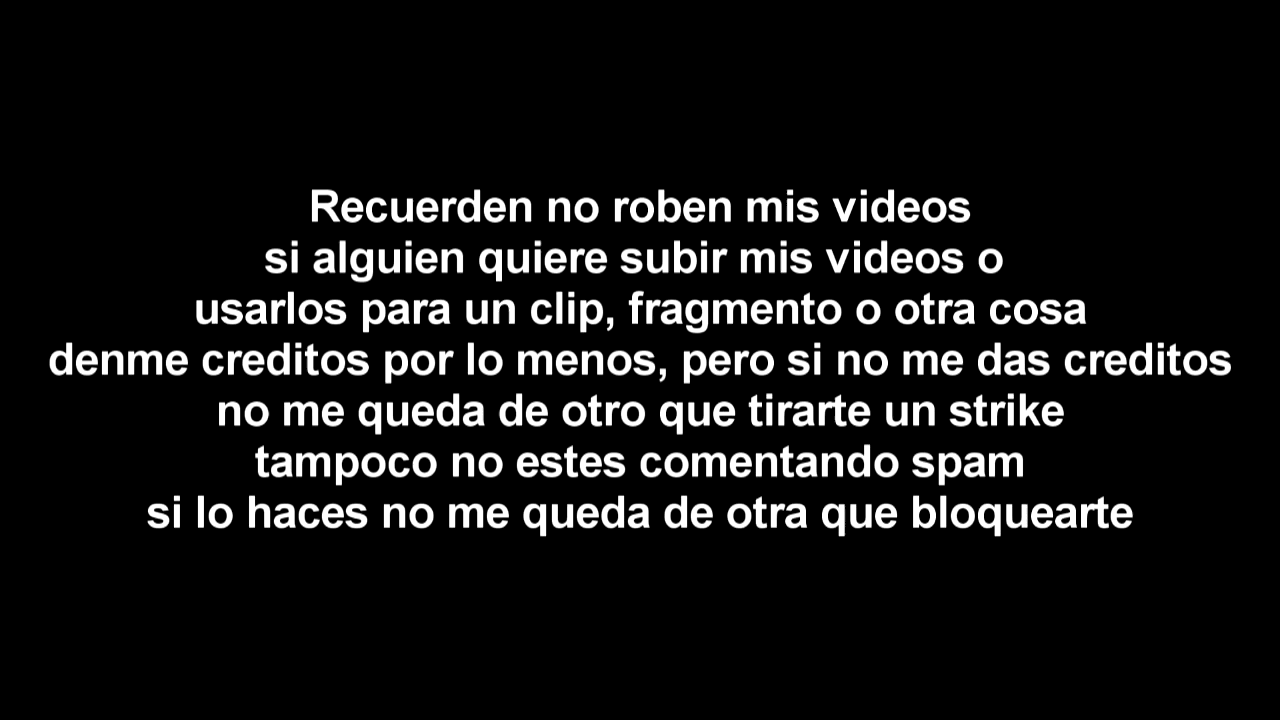 Recuerden no roben mis videos
si alguien quiere subir mis videos o
usarlos para un clip, fragmento o otra cosa
denme creditos por lo menos, pero si no me das creditos
no me queda de otro que tirarte un strike
tampoco no estes comentando spam
si lo haces no me queda de otra que bloquearte